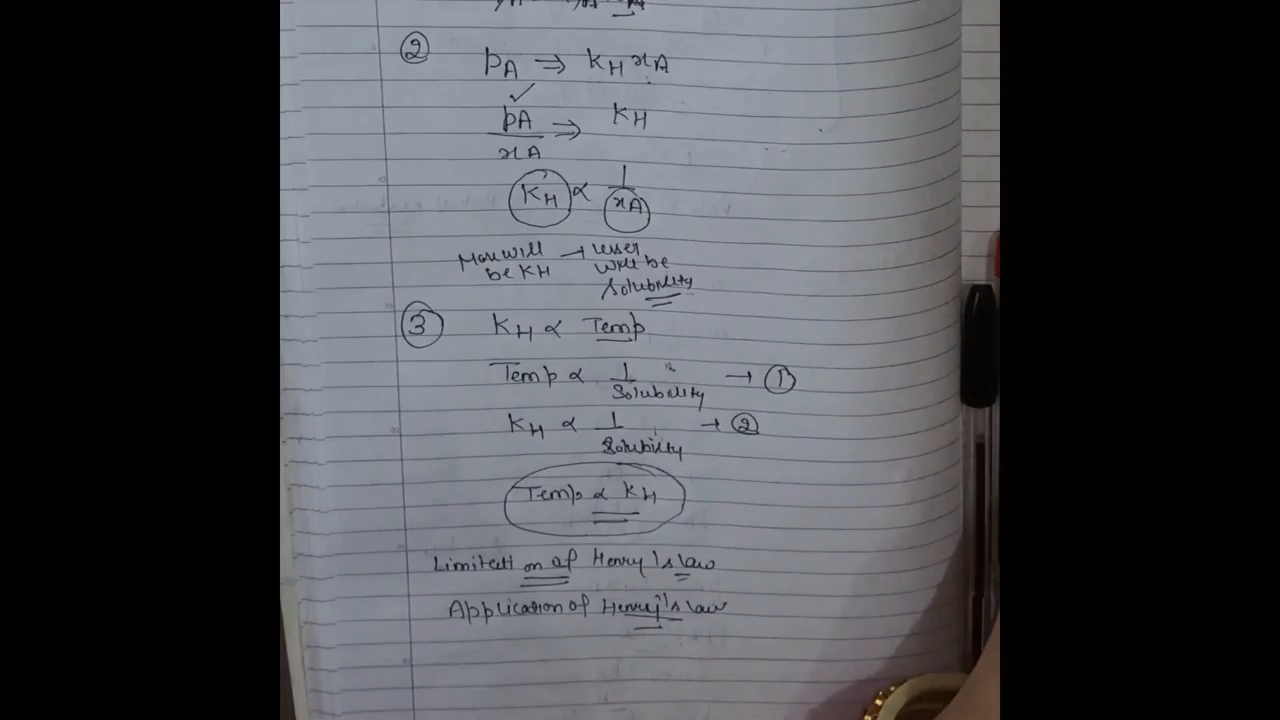 ②
pA ⇒ KH xA
✓
pA/xA ⇒ KH
KH ∝ 1/xA
More will → lesser
be KH will be
Solubility
③ KH ∝ Temp
Temp ∝ 1/Solubility → ①
KH ∝ 1/Solubility → ②
Temp ∝ KH
Limitation of Henry's law
Application of Henry's law